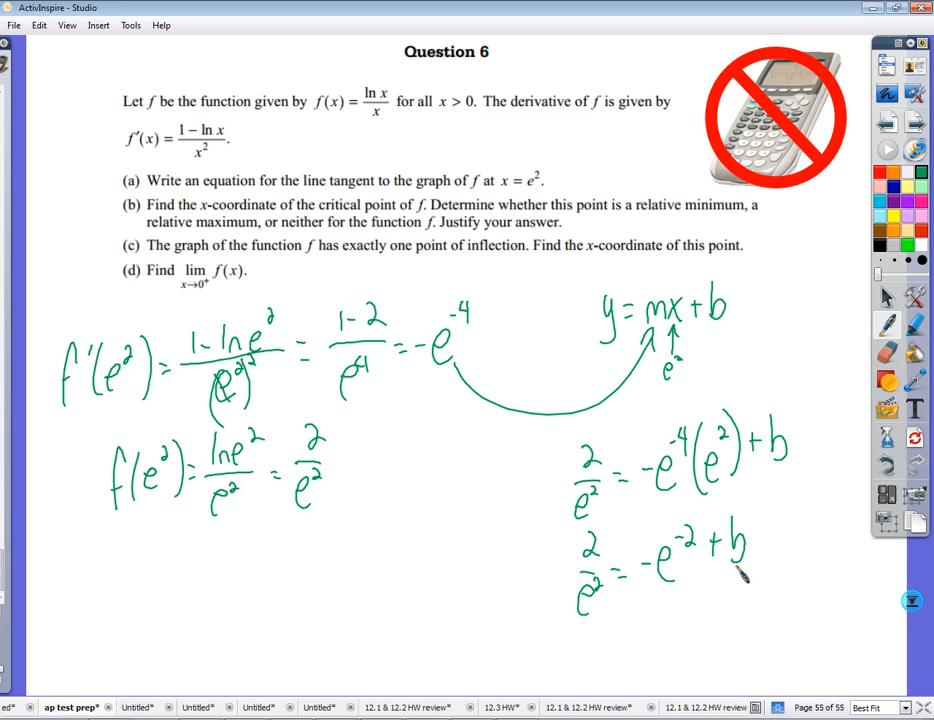 ActivInspire - Studio
File Edit View Insert Tools
Question 6
Let f be the function given by f(x) = ln x / x for all x > 0. The derivative of f is given by
f′(x) = (1 − ln x) / x².
(a) Write an equation for the line tangent to the graph of f at x = e².
(b) Find the x-coordinate of the critical point of f. Determine whether this point is a relative minimum, a
relative maximum, or neither for the function f. Justify your answer.
(c) The graph of the function f has exactly one point of inflection. Find the x-coordinate of this point.
(d) Find lim x→0⁺ f(x).
y = mx + b
e²
f'(e²) = (1 - ln e²) / (e²)² = (1 - 2) / e⁴ = -e⁻⁴
f(e²) = ln e² / e² = 2 / e²
2 / e² = -e⁻⁴(e²) + b
2 / e² = -e⁻² + b
T
ed* ap test prep* Untitled* Untitled* Untitled* Untitled* 12.1 & 12.2 HW review* 12.3 HW* 12.1 & 12.2 HW review* 12.1 & 12.2 HW review Page 55 of 55 Best Fit